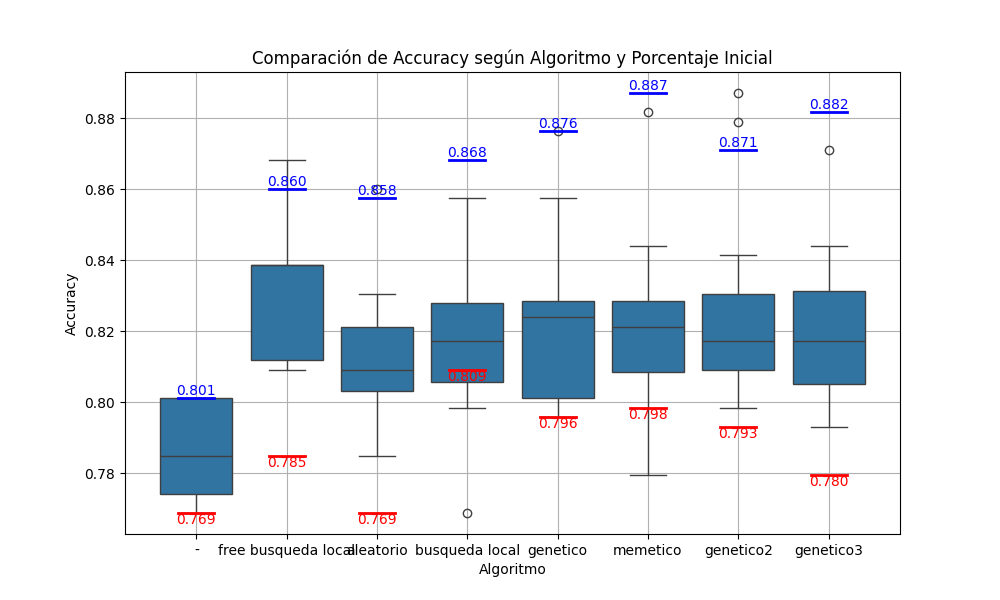 Comparación de Accuracy según Algoritmo y Porcentaje Inicial
Accuracy
0.88
0.86
0.84
0.82
0.80
0.78
0.801
0.860
0.858
0.868
0.876
0.887
0.871
0.882
0.769
0.785
0.769
0.809
0.796
0.798
0.793
0.780
-
free busqueda local
aleatorio
busqueda local
genetico
memetico
genetico2
genetico3
Algoritmo